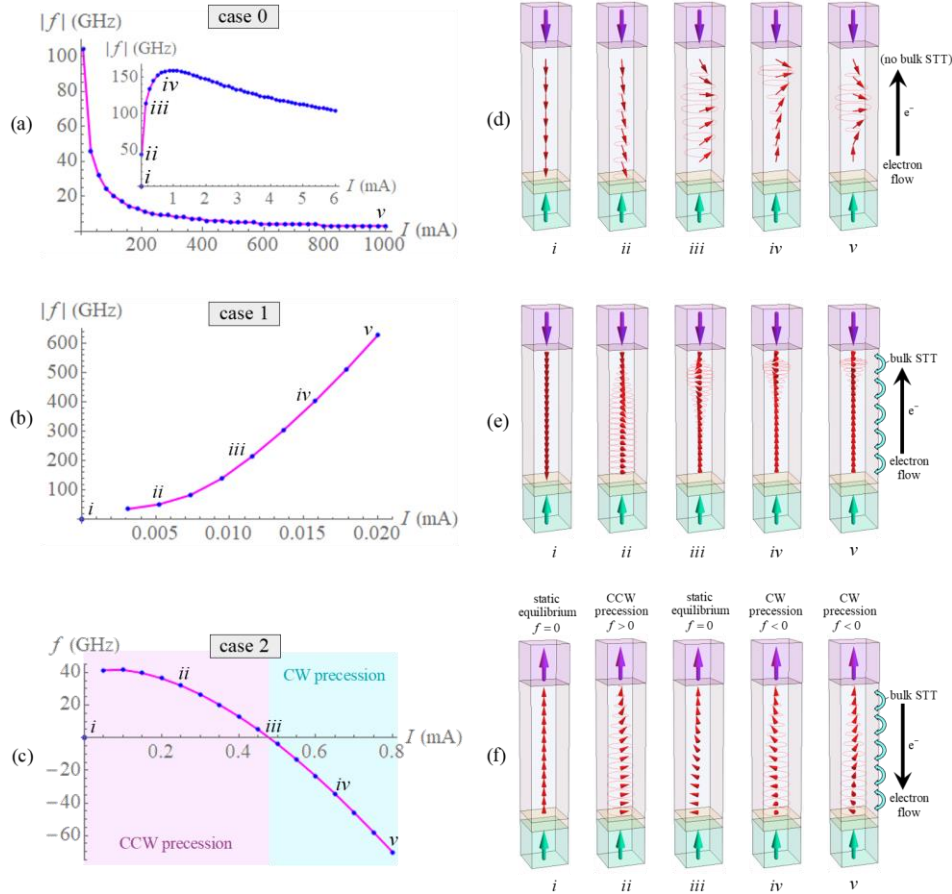 case 0
|f| (GHz)
100
80
60
40
20
200
400
600
800
1000
I (mA)
v
|f| (GHz)
150
100
50
iv
iii
ii
i
1
2
3
4
5
6
I (mA)
(a)
(d)
(no bulk STT)
e⁻
electron
flow
i
ii
iii
iv
v
case 1
|f| (GHz)
600
500
400
300
200
100
0.005
0.010
0.015
0.020
I (mA)
i
ii
iii
iv
v
(b)
(e)
bulk STT
e⁻
electron
flow
i
ii
iii
iv
v
case 2
f (GHz)
40
20
−20
−40
−60
0.2
0.4
0.6
0.8
I (mA)
i
ii
iii
iv
v
CW precession
CCW precession
(c)
(f)
static
equilibrium
f = 0
CCW
precession
f > 0
static
equilibrium
f = 0
CW
precession
f < 0
CW
precession
f < 0
bulk STT
e⁻
electron
flow
i
ii
iii
iv
v